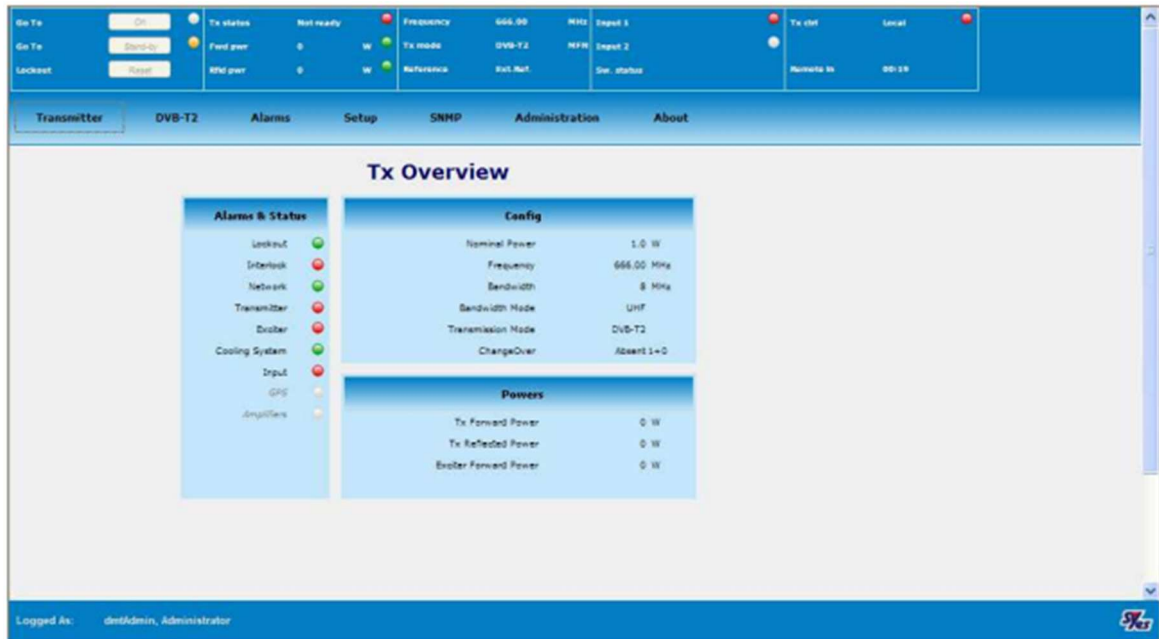 Go To On Tx status Not ready Frequency 666.00 MHz Input 1 Tx ctrl Local
Go To Stand-by Fwd pwr 0 W Tx mode DVB-T2 MFN Input 2
Lockout Reset Rfld pwr 0 W Reference Ext.Ref. Sw. status Remote in 00:19
Transmitter DVB-T2 Alarms Setup SNMP Administration About
Tx Overview
Alarms & Status
Lockout
Interlock
Network
Transmitter
Exciter
Cooling System
Input
GPS
Amplifiers
Config
Nominal Power 1.0 W
Frequency 666.00 MHz
Bandwidth 8 MHz
Bandwidth Mode UHF
Transmission Mode DVB-T2
ChangeOver Absent 1+0
Powers
Tx Forward Power 0 W
Tx Reflected Power 0 W
Exciter Forward Power 0 W
Logged As: dmtAdmin, Administrator
SYes